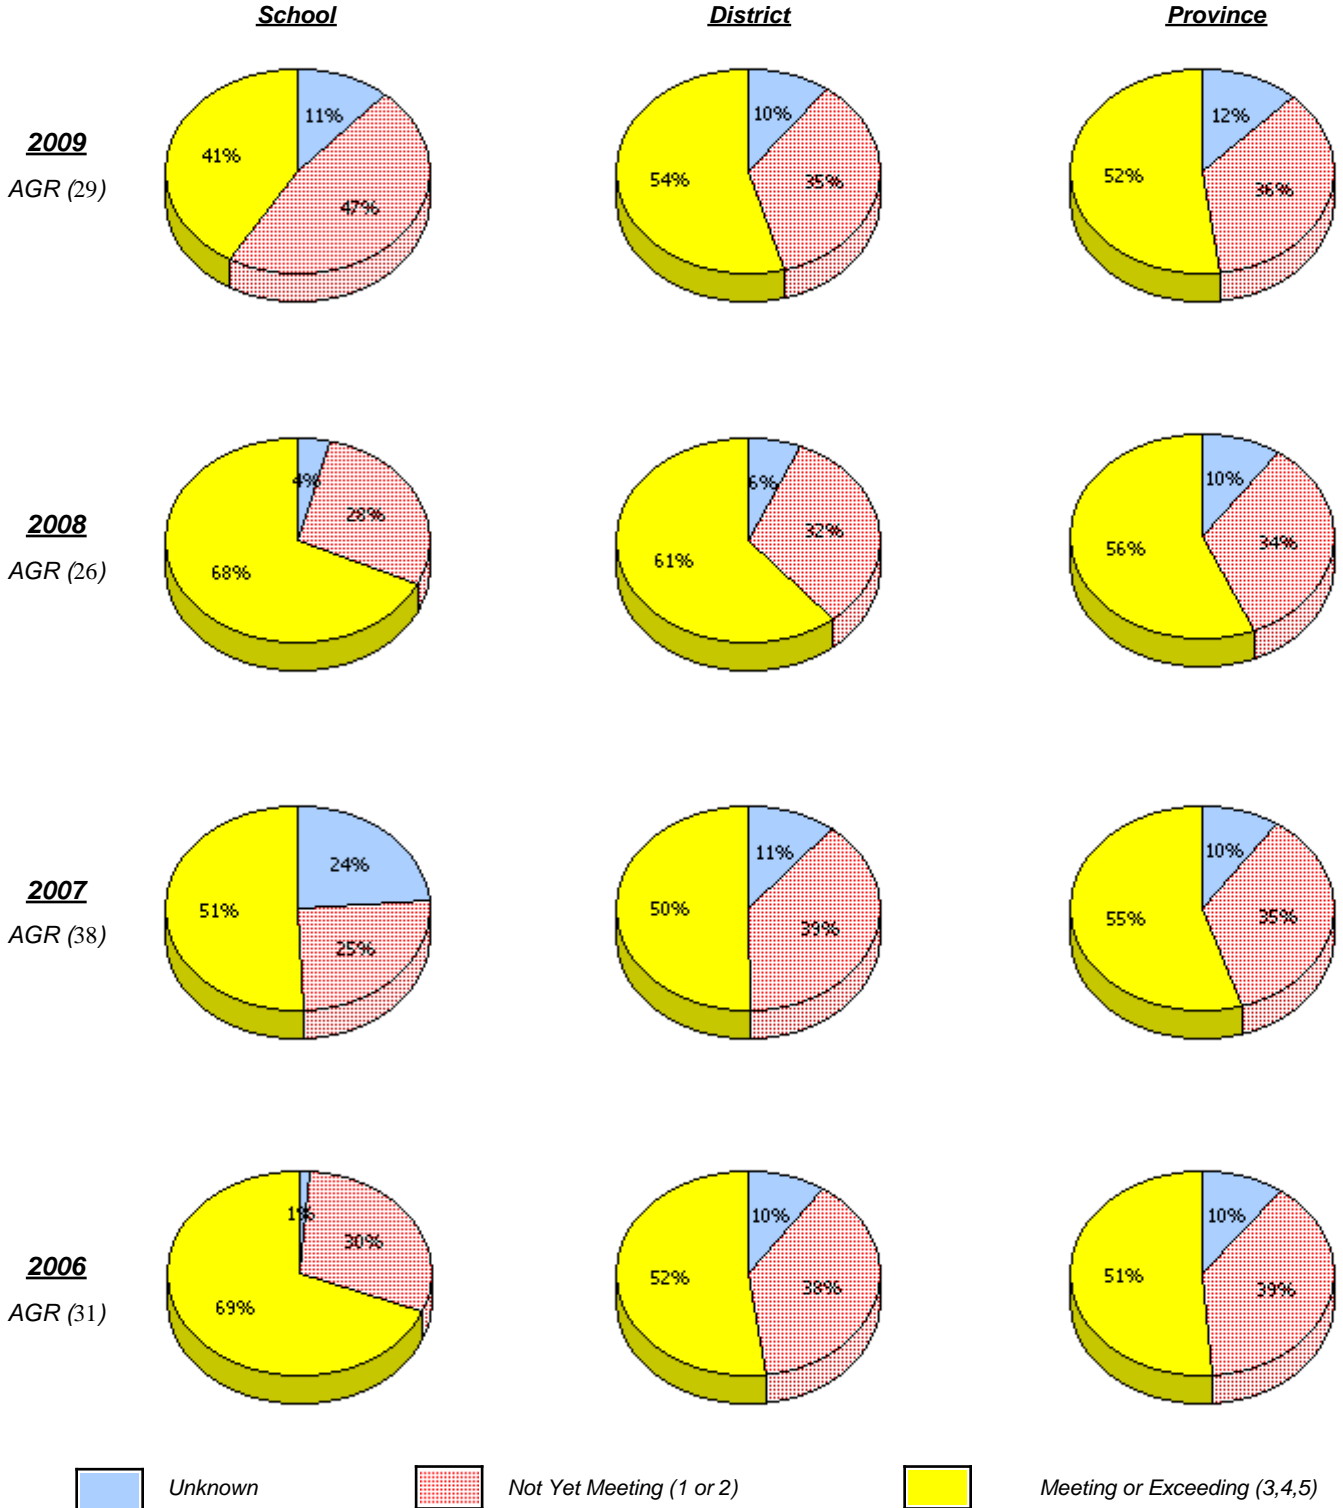 School District Province
11% 10% 12%
2009
41% 54% 35% 52% 36%
AGR (29)
47%
4% 6% 10%
28% 32% 34%
2008
68% 61% 56%
AGR (26)
24% 11% 10%
2007
51% 50% 39% 55% 35%
AGR (38)
25%
1% 10% 10%
30% 38% 39%
2006
69% 52% 51%
AGR (31)
Unknown Not Yet Meeting (1 or 2) Meeting or Exceeding (3,4,5)